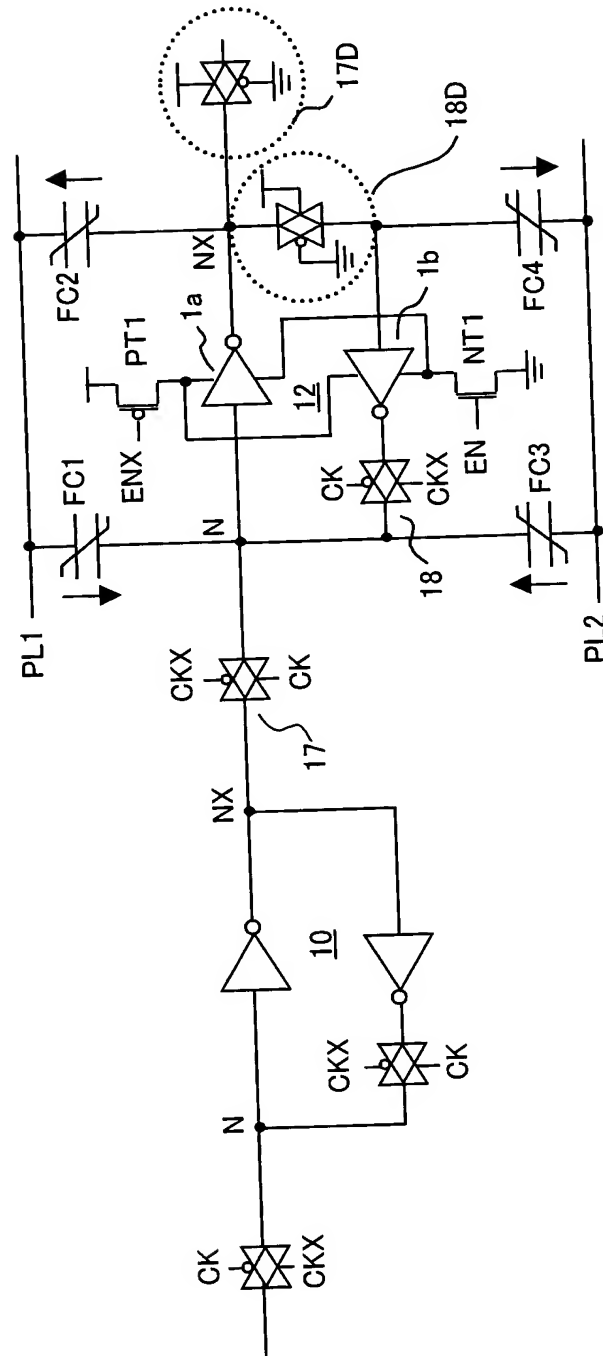 PL1
FC1
FC2
ENX
PT1
1a
NX
17D
18D
N
12
1b
CK
CKX
18
EN
NT1
FC3
FC4
PL2
CKX
CK
17
NX
10
CKX
CK
N
CK
CKX